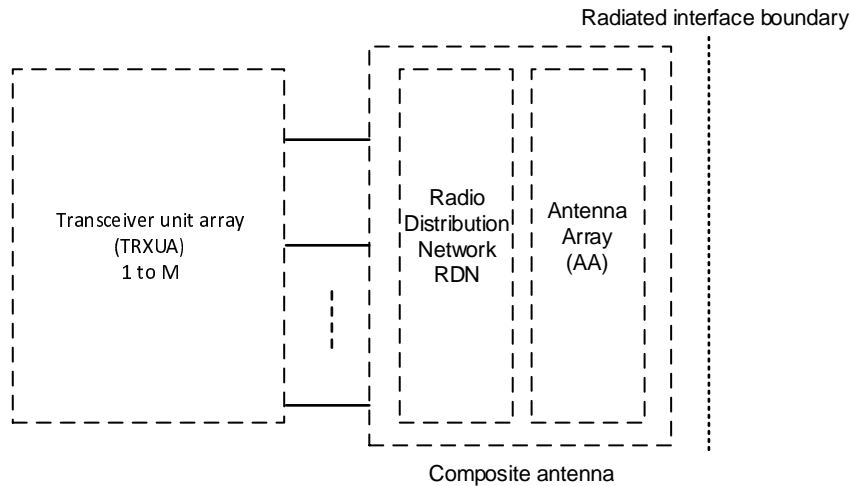 Radiated interface boundary
Transceiver unit array
(TRXUA)
1 to M
Radio
Distribution
Network
RDN
Antenna
Array
(AA)
Composite antenna